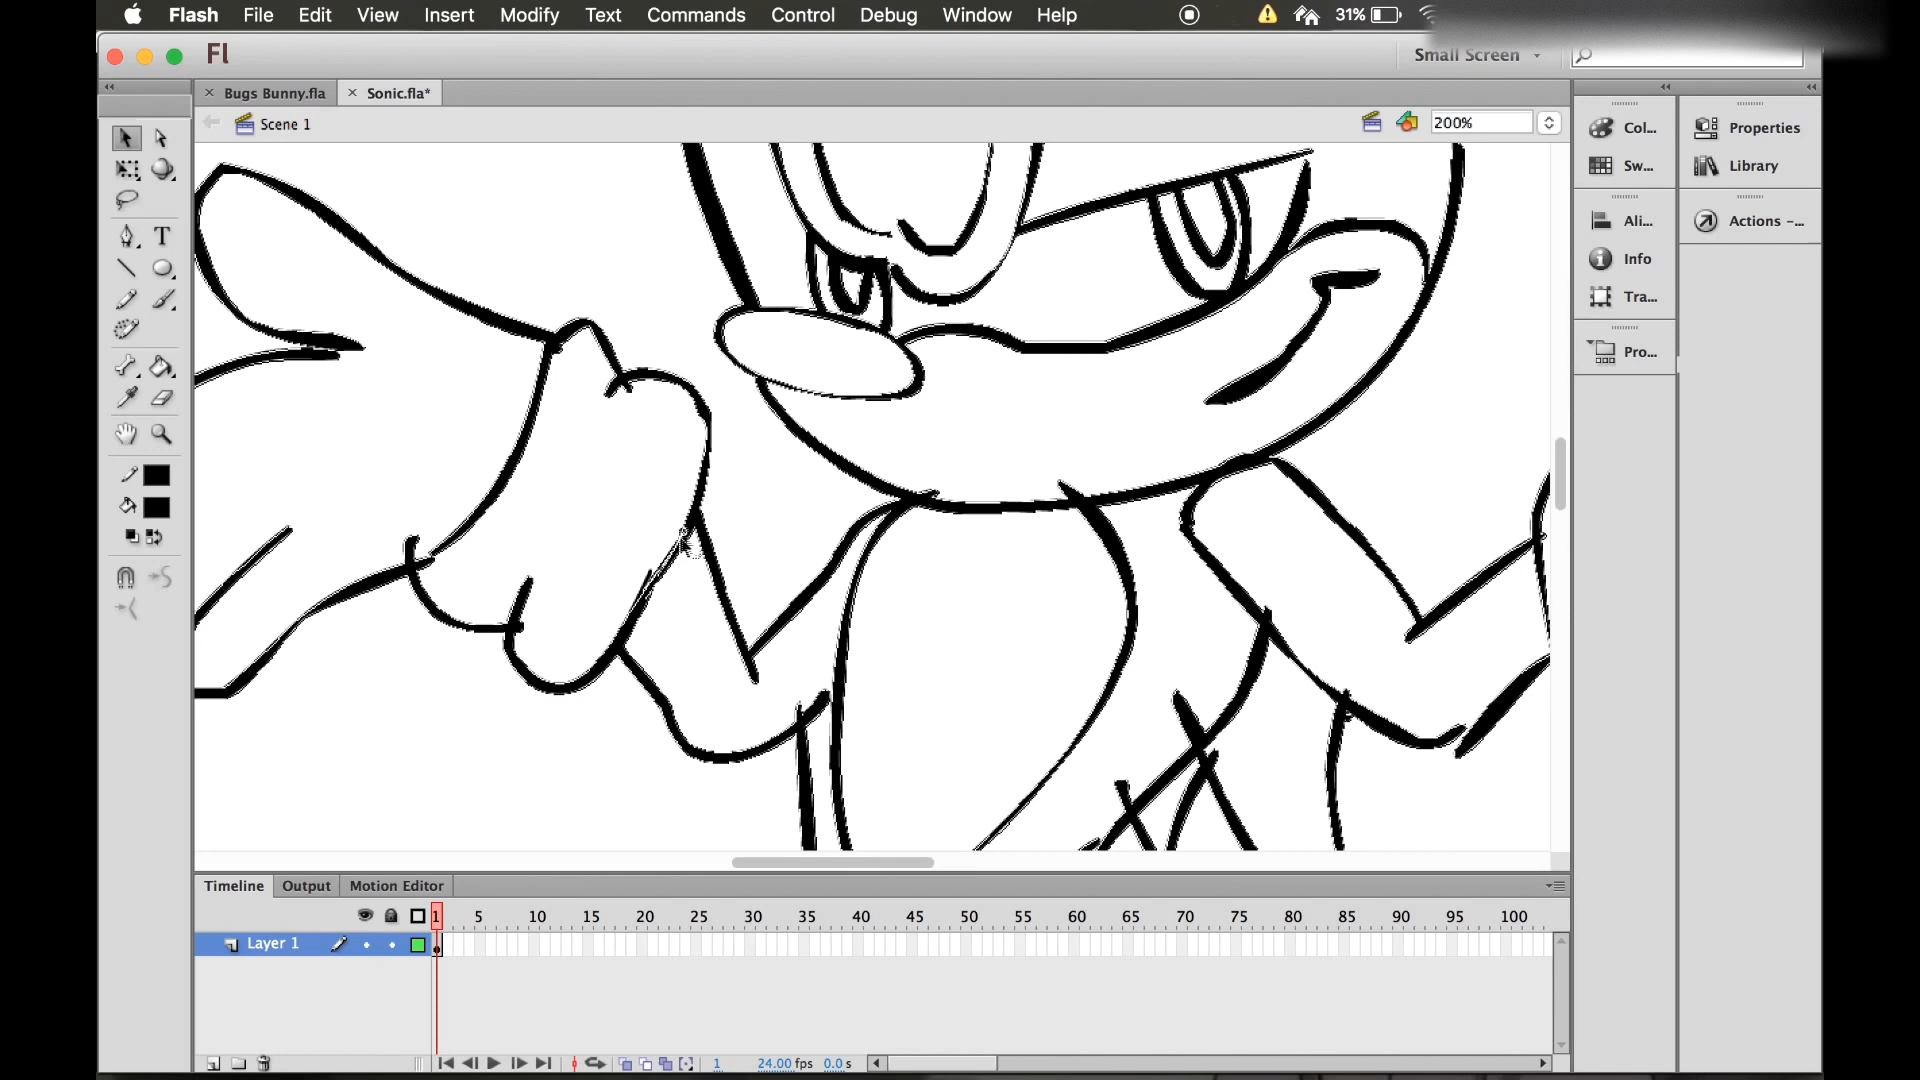 Flash File Edit View Insert Modify Text Commands Control Debug Window Help 31%
Fl Small Screen
Bugs Bunny.fla Sonic.fla*
Scene 1 200%
Col... Properties
Sw... Library
Ali... Actions -...
Info
Tra...
Pro...
T
Timeline Output Motion Editor
1 5 10 15 20 25 30 35 40 45 50 55 60 65 70 75 80 85 90 95 100
Layer 1
1 24.00 fps 0.0 s